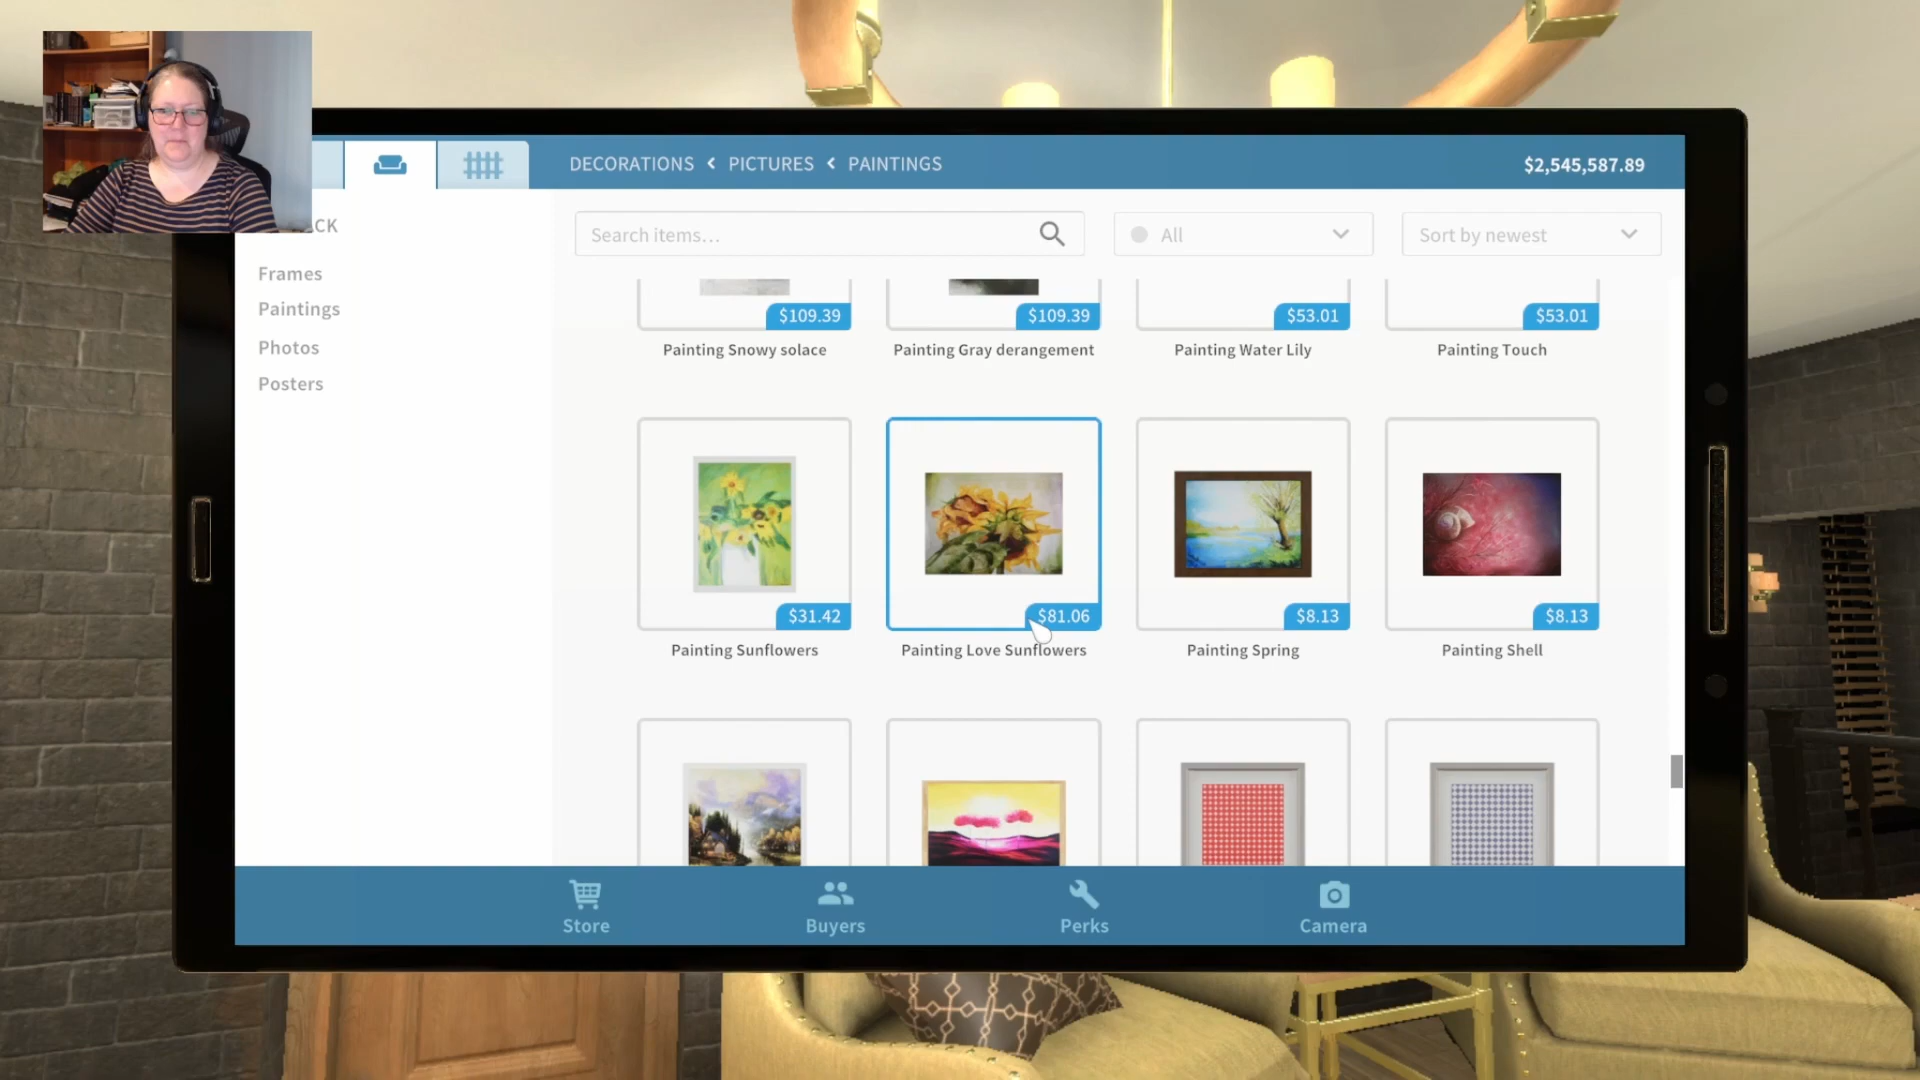 DECORATIONS < PICTURES < PAINTINGS
$2,545,587.89
CK
Search items...
All
Sort by newest
Frames
Paintings
Photos
Posters
$109.39
$109.39
$53.01
$53.01
Painting Snowy solace
Painting Gray derangement
Painting Water Lily
Painting Touch
$31.42
$81.06
$8.13
$8.13
Painting Sunflowers
Painting Love Sunflowers
Painting Spring
Painting Shell
Store
Buyers
Perks
Camera